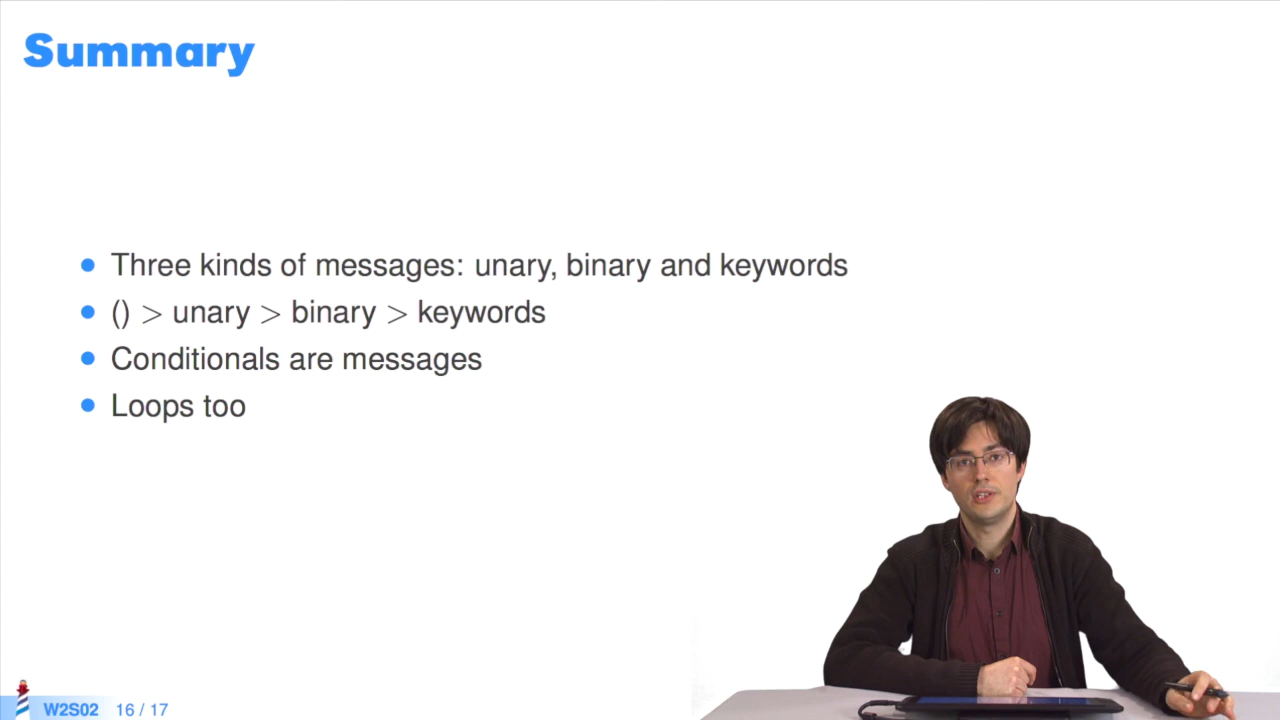 Summary
Three kinds of messages: unary, binary and keywords
() > unary > binary > keywords
Conditionals are messages
Loops too
W2S02 16 / 17